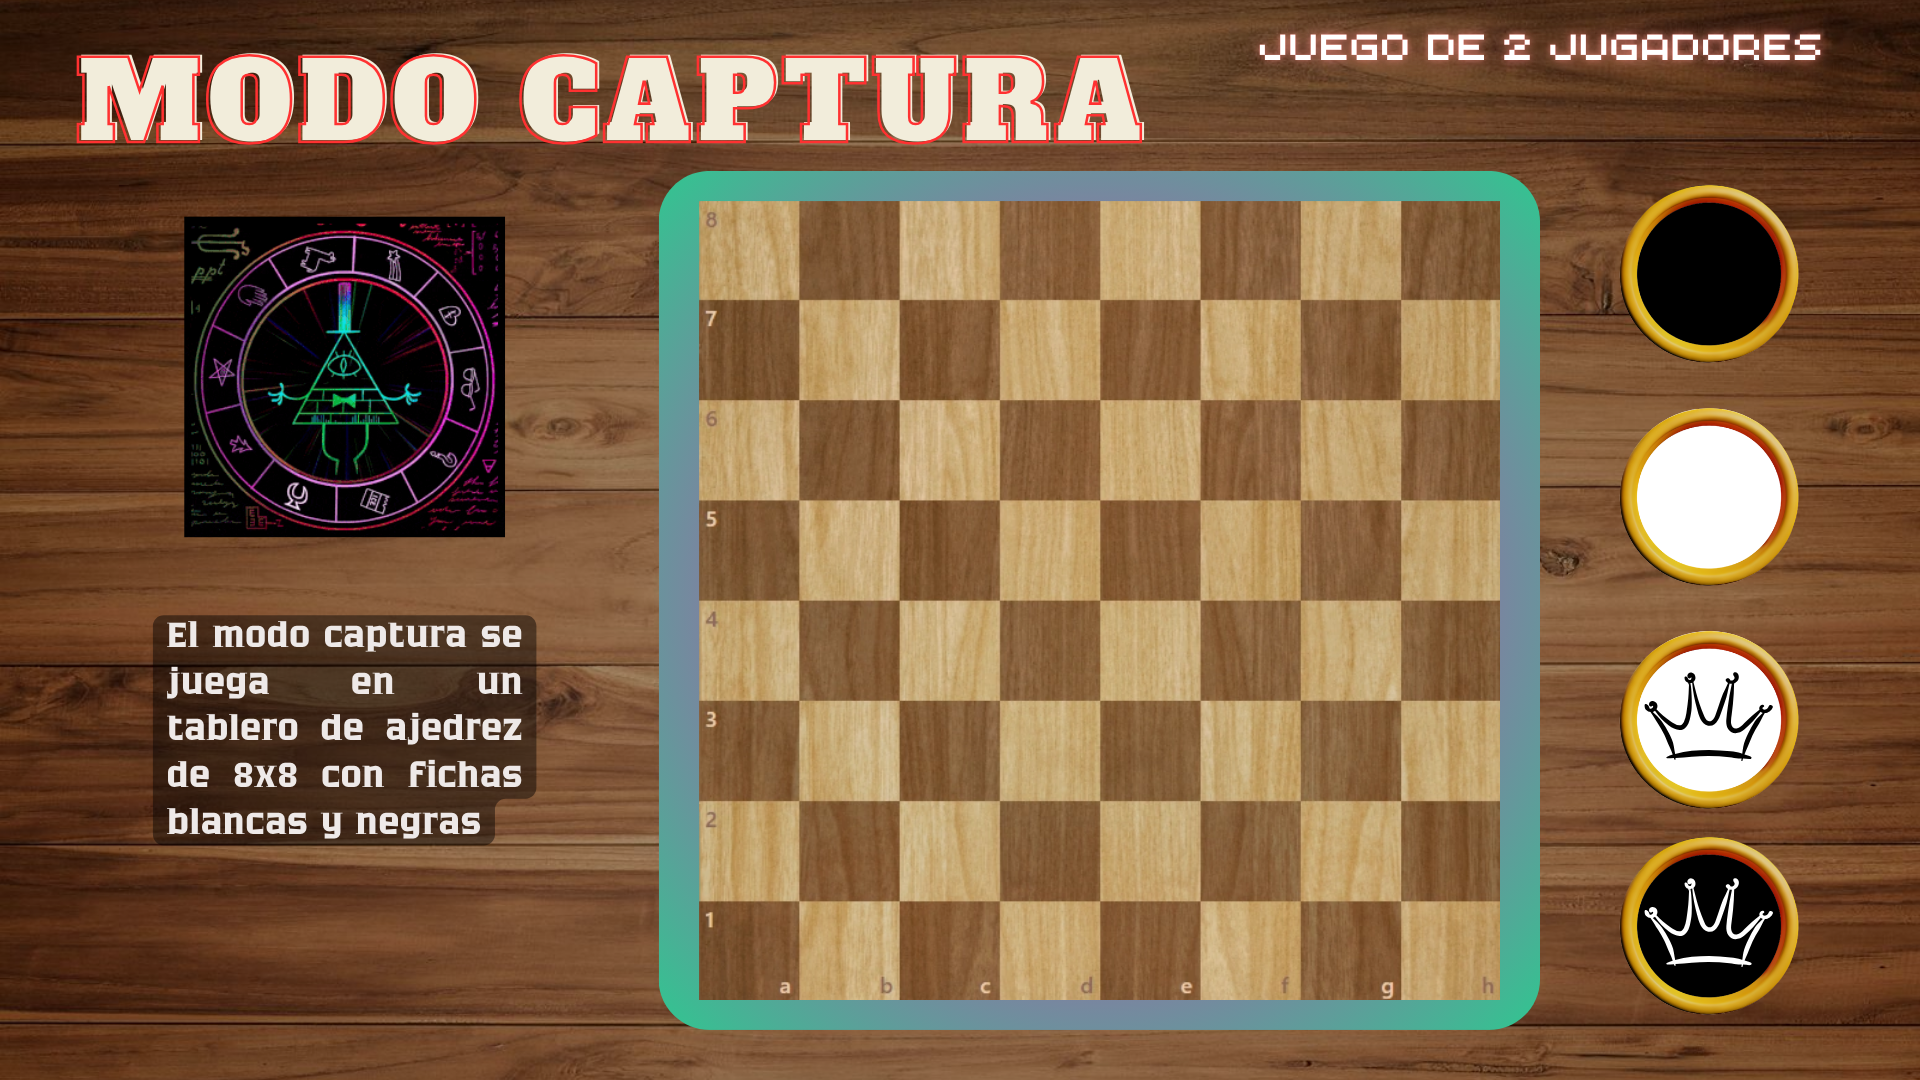 MODO CAPTURA
JUEGO DE 2 JUGADORES
El modo captura se
juega en un
tablero de ajedrez
de 8x8 con fichas
blancas y negras
8
7
6
5
4
3
2
1
a b c d e f g h
ppt